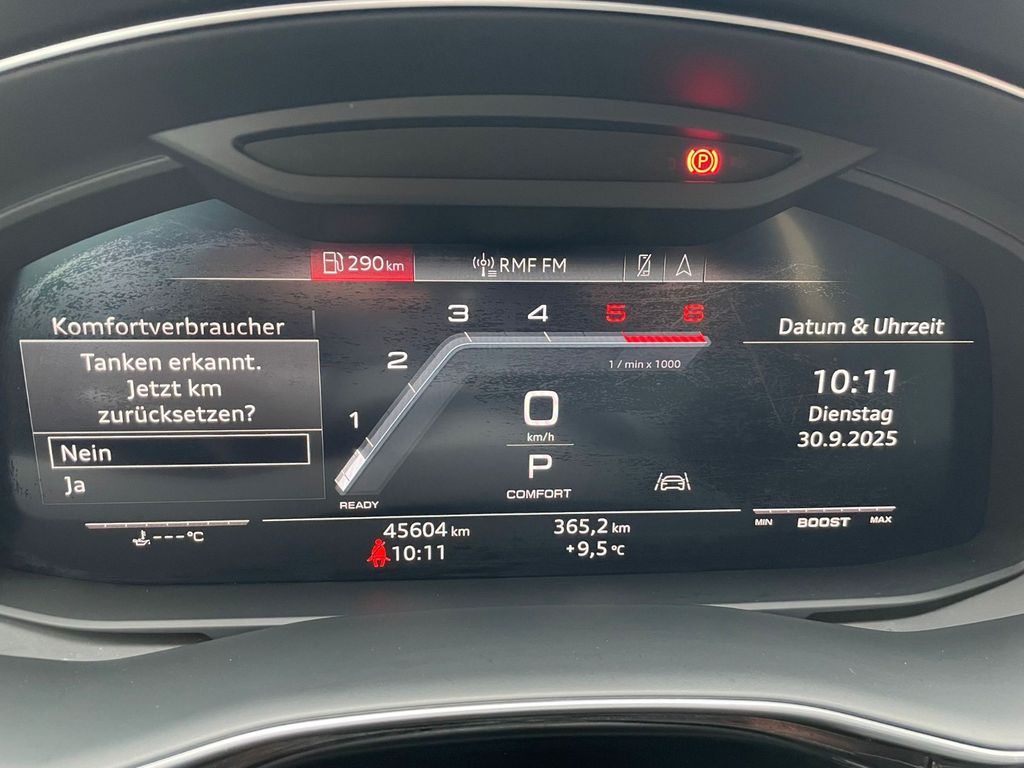 P
290 km
RMF FM
Komfortverbraucher
Tanken erkannt.
Jetzt km
zurücksetzen?
Nein
Ja
1
2
3
4
5
6
1 / min x 1000
READY
0
km/h
P
COMFORT
Datum & Uhrzeit
10:11
Dienstag
30.9.2025
MIN BOOST MAX
---°C
45604 km
365,2 km
10:11
+9,5 °C